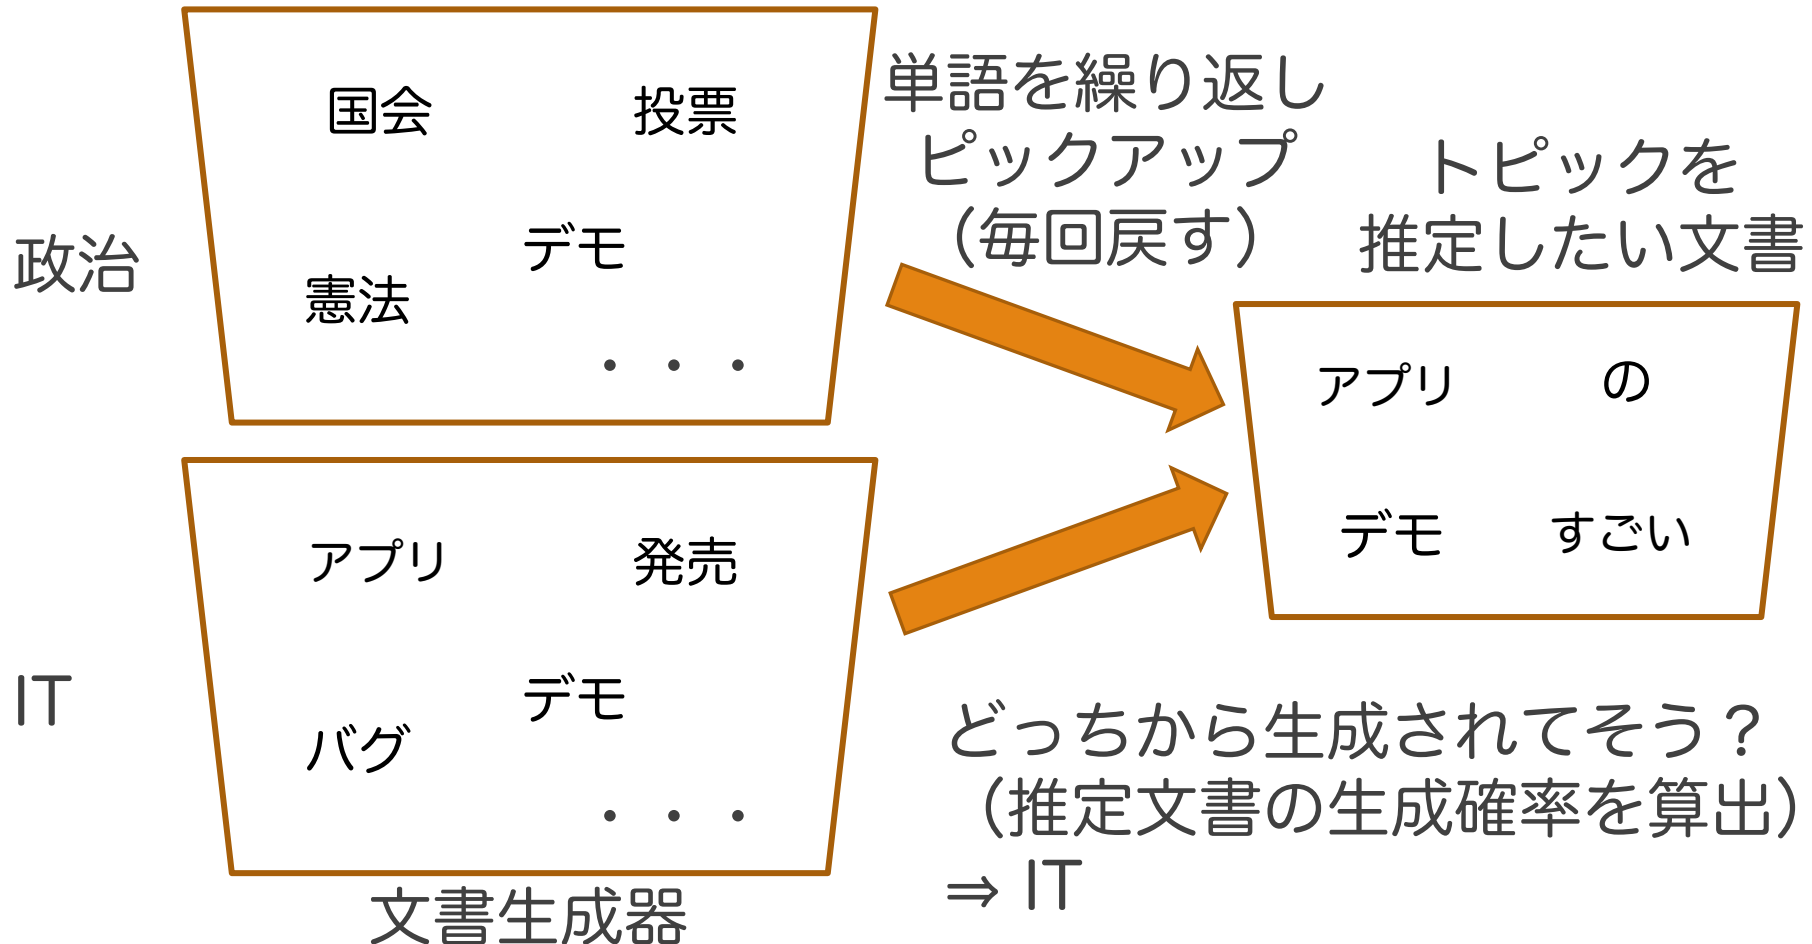 政治
国会
投票
デモ
憲法
・・・
IT
アプリ
発売
デモ
バグ
・・・
文書生成器
単語を繰り返し
ピックアップ
（毎回戻す）
トピックを
推定したい文書
アプリ
の
デモ
すごい
どっちから生成されてそう？
（推定文書の生成確率を算出）
⇒ IT